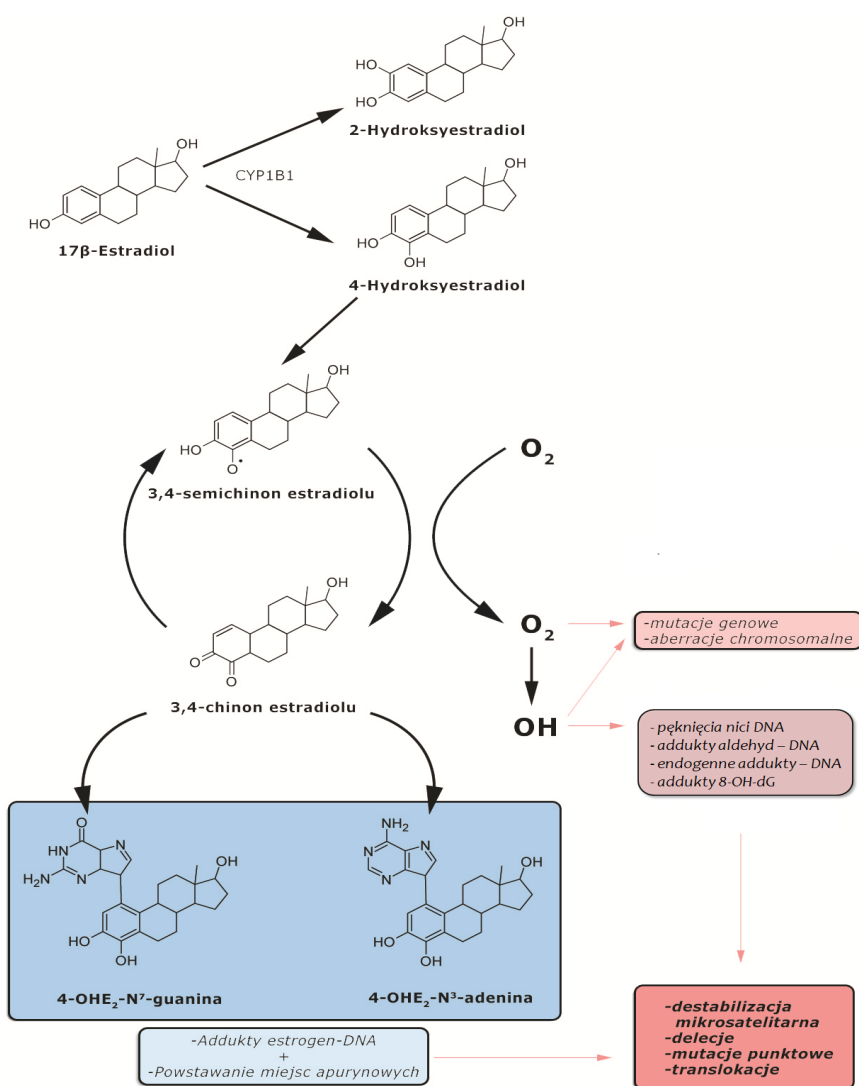 OH
HO
HO
2-Hydroksyestradiol
OH
HO
17β-Estradiol
CYP1B1
OH
HO
OH
4-Hydroksyestradiol
OH
HO
O•
3,4-semichinon estradiolu
O2
OH
O
O
3,4-chinon estradiolu
O2
OH
-mutacje genowe
-aberracje chromosomalne
- pęknięcia nici DNA
- addukty aldehyd – DNA
- endogenne addukty – DNA
- addukty 8-OH-dG
O
HN
N
H2N
N
OH
HO
OH
4-OHE2-N⁷-guanina
NH2
N
N
N
OH
HO
OH
4-OHE2-N³-adenina
-Addukty estrogen-DNA
+
-Powstawanie miejsc apurynowych
-destabilizacja
mikrosatelitarna
-delecje
-mutacje punktowe
-translokacje